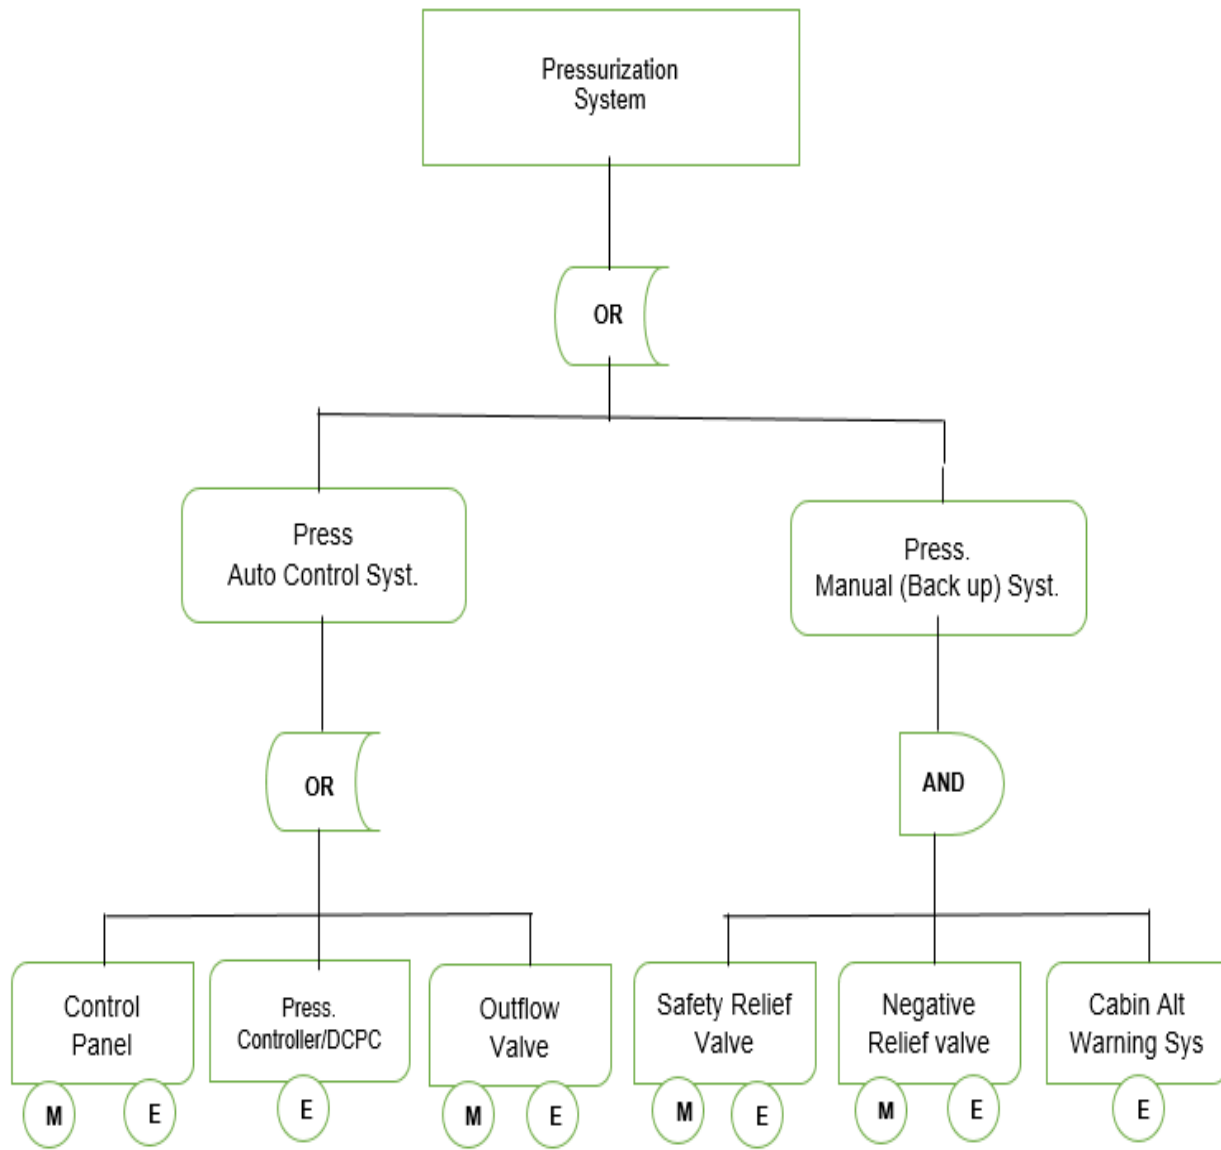 Pressurization
System
OR
Press
Auto Control Syst.
Press.
Manual (Back up) Syst.
OR
AND
Control
Panel
Press.
Controller/DCPC
Outflow
Valve
Safety Relief
Valve
Negative
Relief valve
Cabin Alt
Warning Sys
M
E
E
M
E
M
E
M
E
E